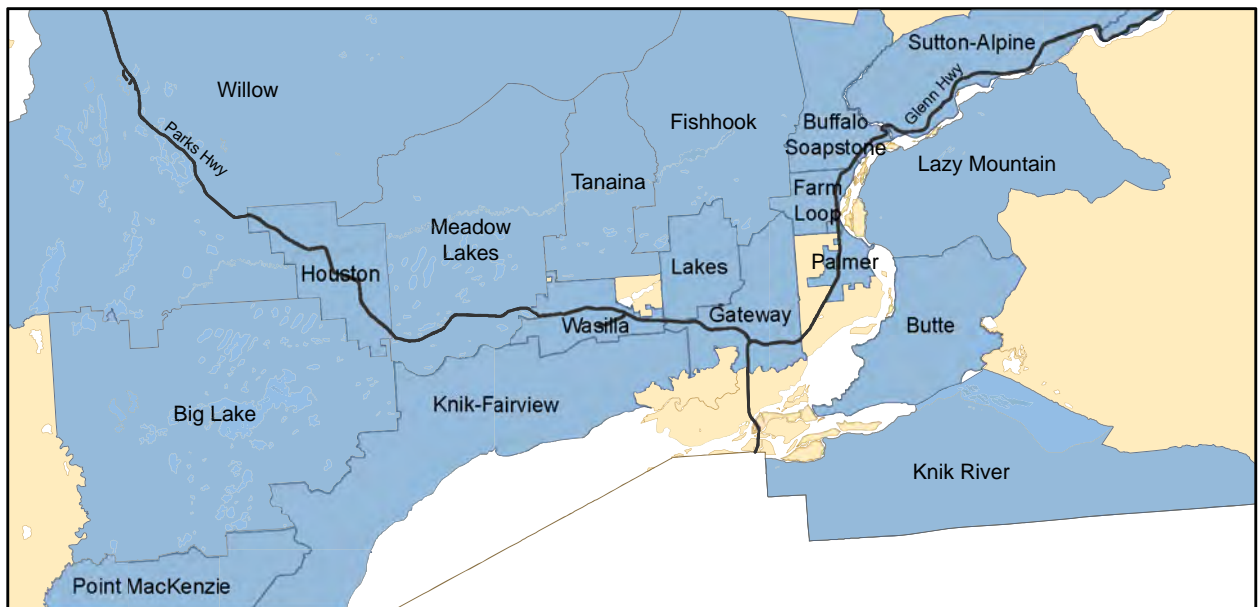 Sutton-Alpine
Willow
Glenn Hwy
Fishhook
Buffalo
Soapstone
Parks Hwy
Lazy Mountain
Tanaina
Farm
Loop
Meadow
Lakes
Houston
Lakes
Palmer
Gateway
Wasilla
Butte
Big Lake
Knik-Fairview
Knik River
Point MacKenzie